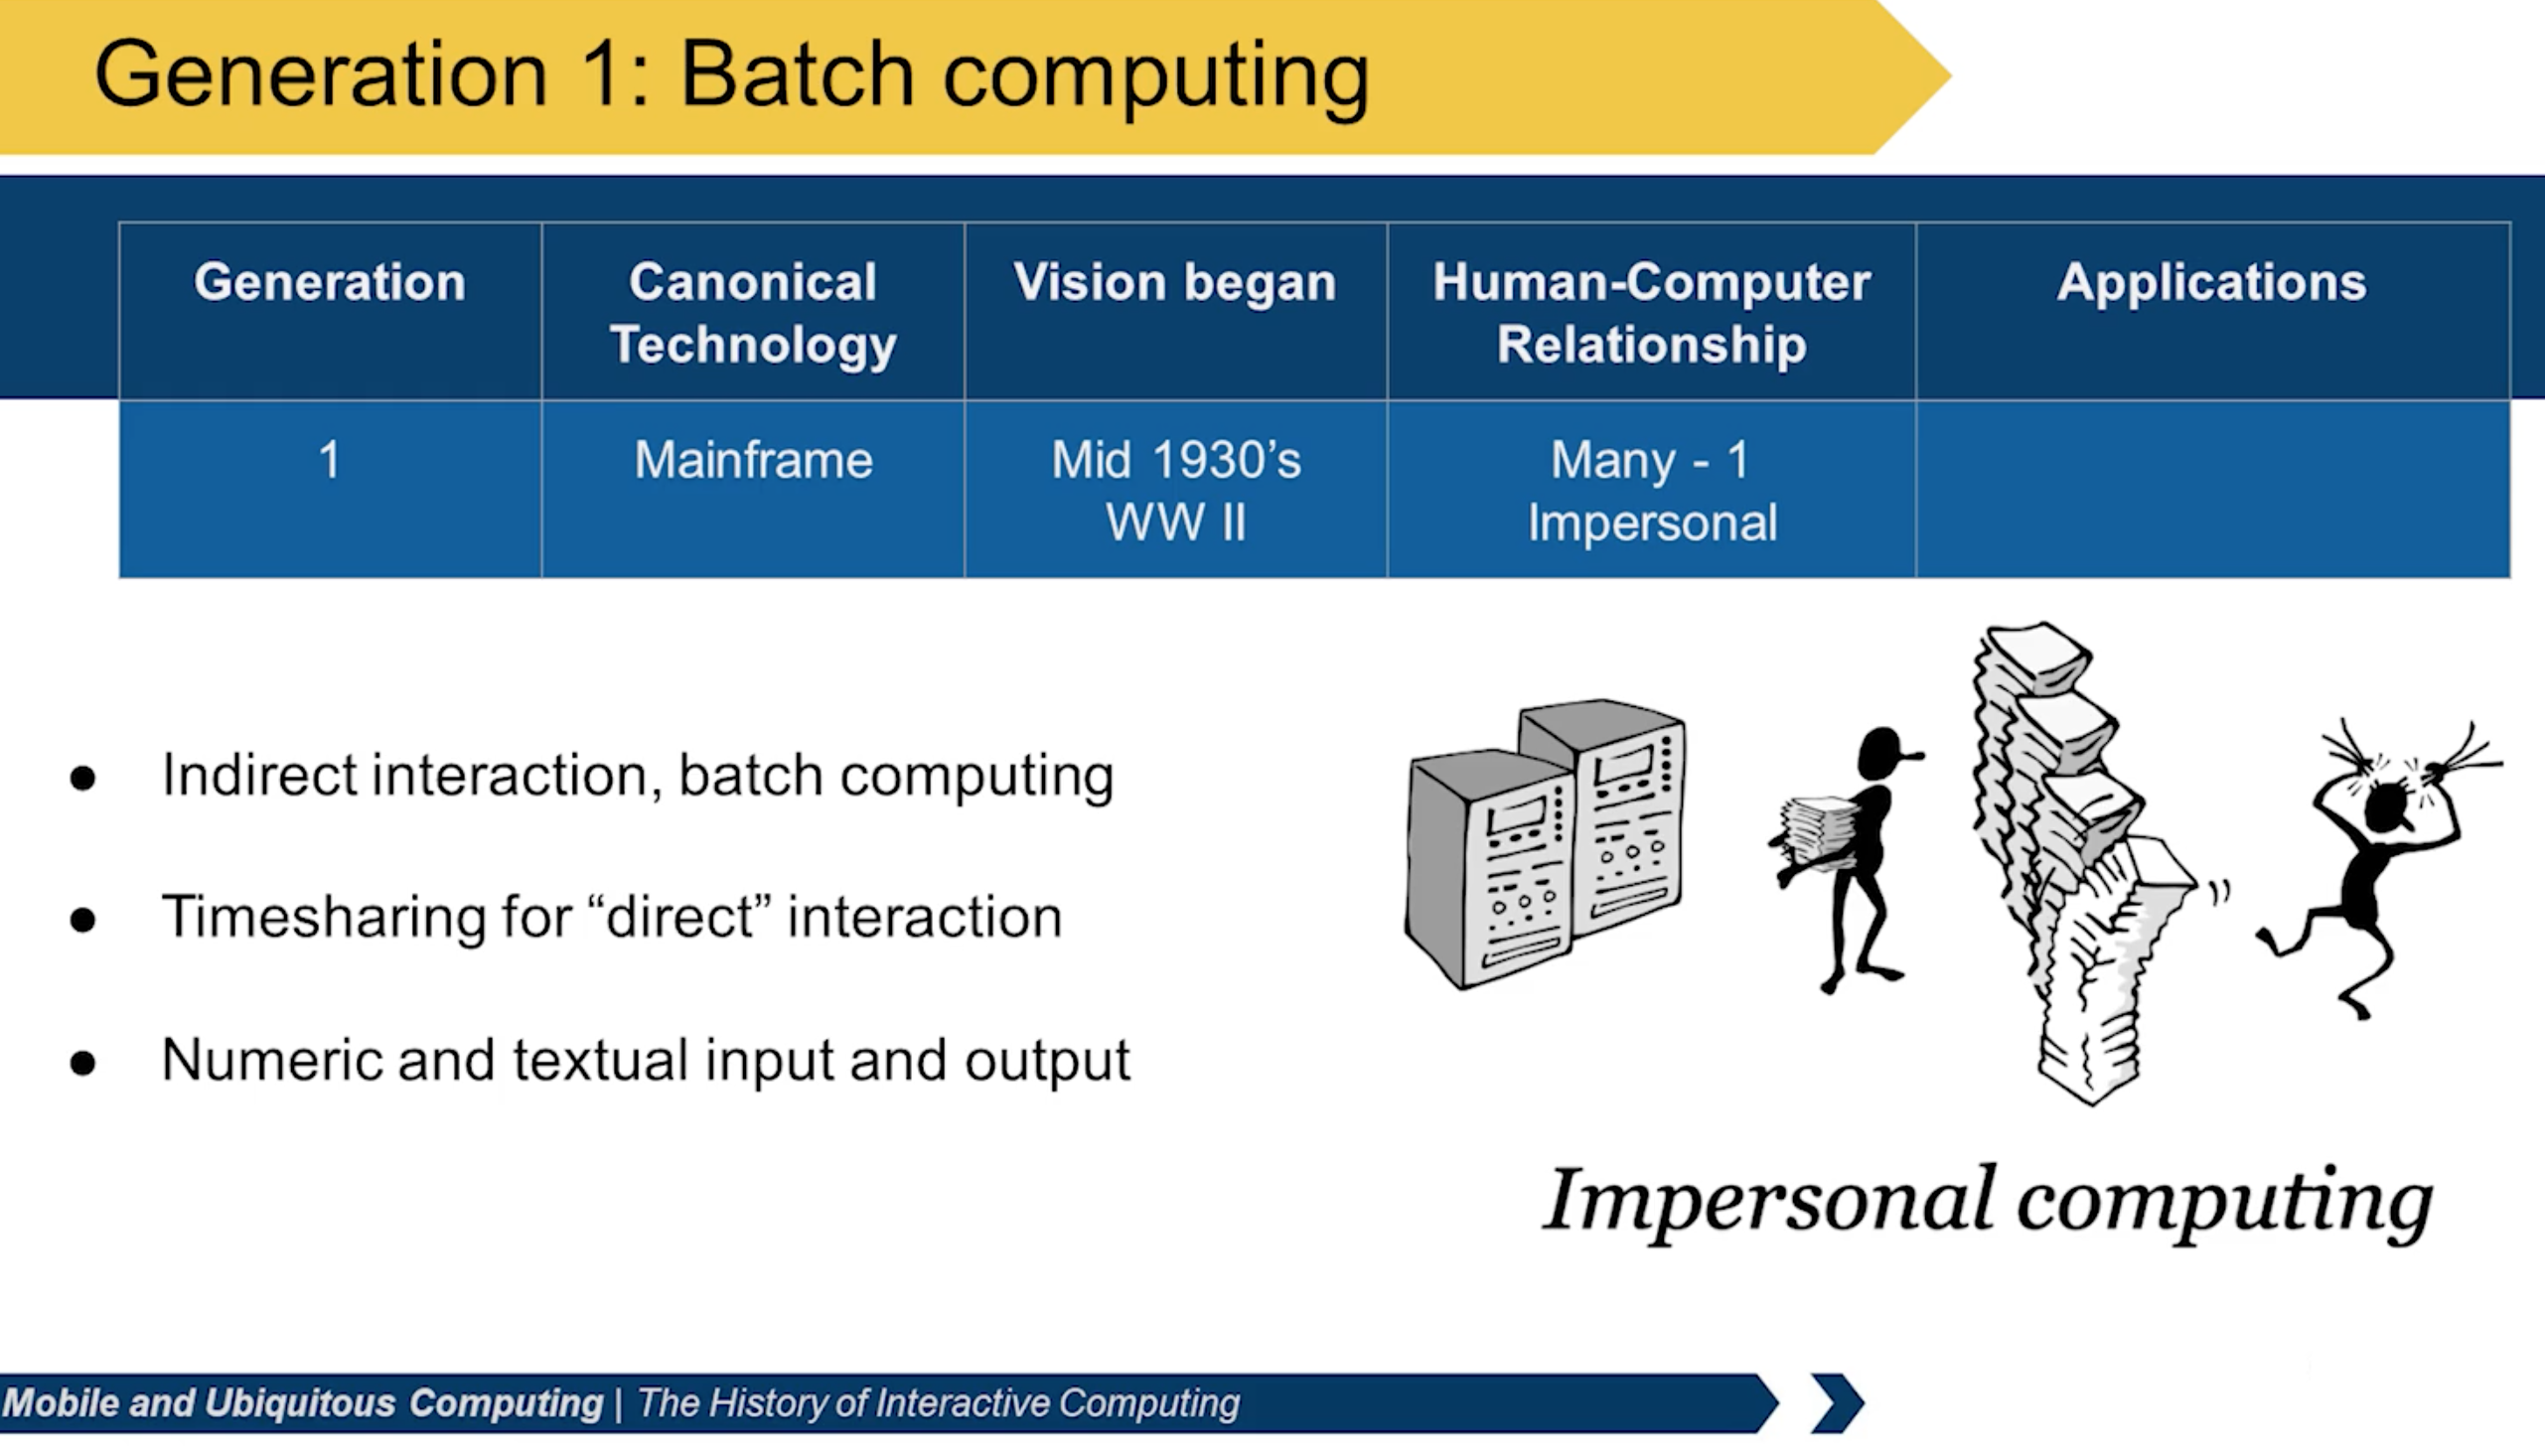 Generation 1: Batch computing
Generation
Canonical
Technology
Vision began
Human-Computer
Relationship
Applications
1
Mainframe
Mid 1930’s
WW II
Many - 1
Impersonal
● Indirect interaction, batch computing
● Timesharing for “direct” interaction
● Numeric and textual input and output
Impersonal computing
Mobile and Ubiquitous Computing | The History of Interactive Computing